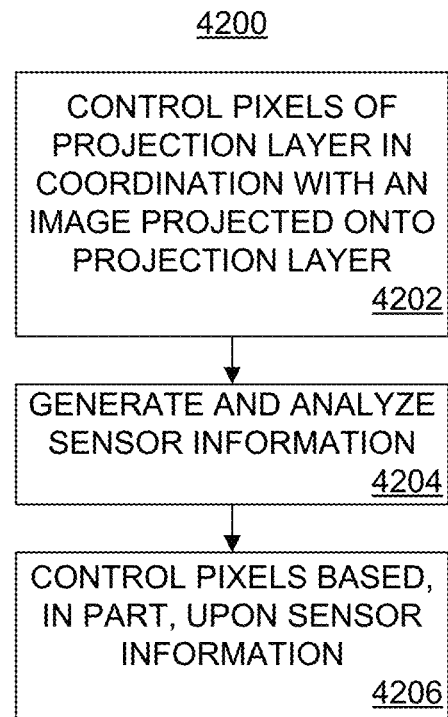 4200
CONTROL PIXELS OF
PROJECTION LAYER IN
COORDINATION WITH AN
IMAGE PROJECTED ONTO
PROJECTION LAYER
4202
GENERATE AND ANALYZE
SENSOR INFORMATION
4204
CONTROL PIXELS BASED,
IN PART, UPON SENSOR
INFORMATION
4206